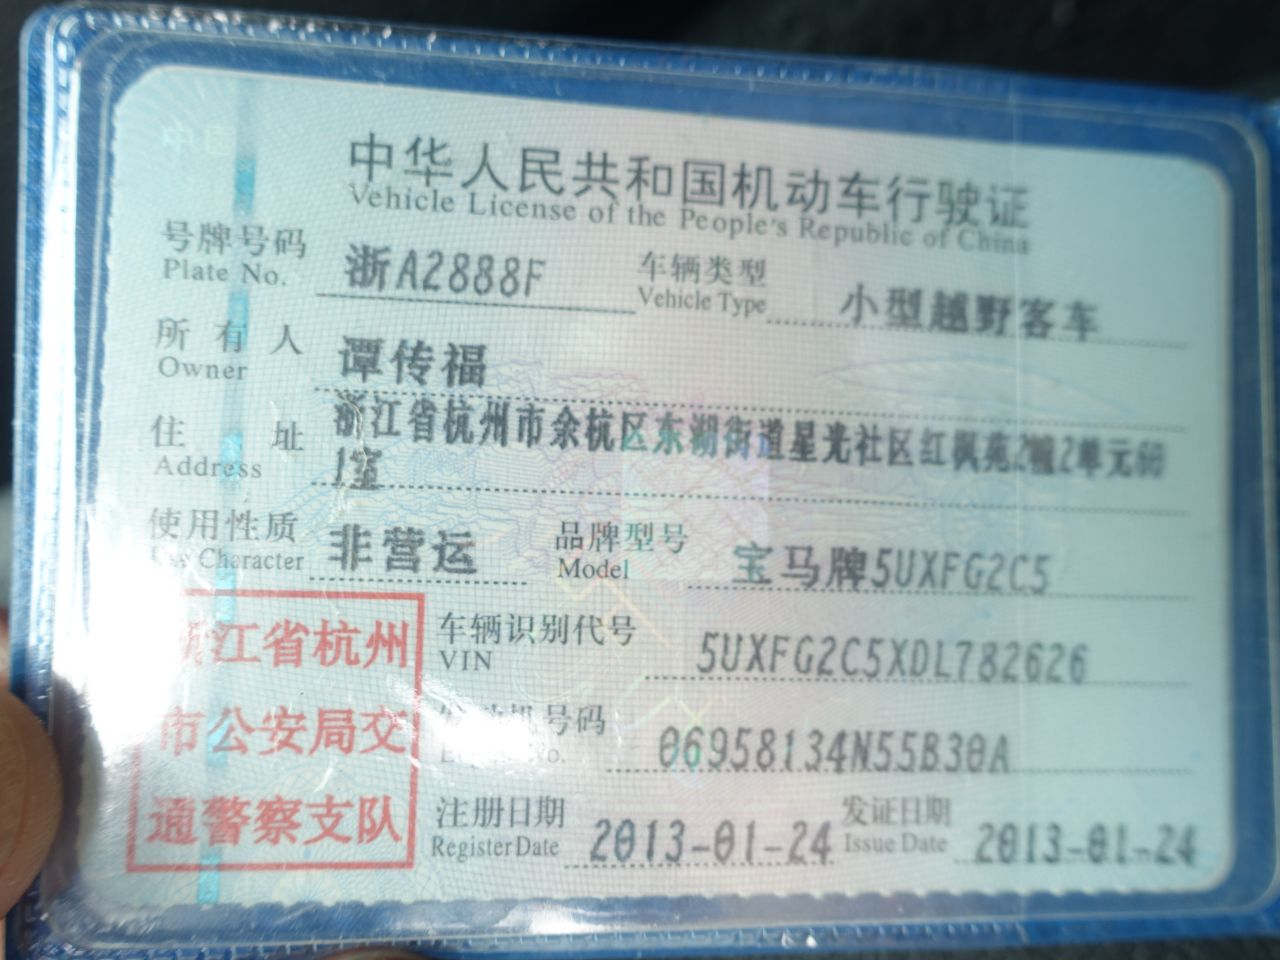 中华人民共和国机动车行驶证
Vehicle License of the People's Republic of China
号牌号码 浙A2888F 车辆类型 小型越野客车
Plate No. Vehicle Type
所有人 谭传福
Owner
住址 浙江省杭州市余杭区东湖街道星光社区红枫苑2幢2单元60
Address 1室
使用性质 非营运 品牌型号 宝马牌5UXFG2C5
Use Character Model
浙江省杭州 车辆识别代号 5UXFG2C5XDL782626
VIN
市公安局交 发动机号码 06958134N55B30A
No.
通警察支队 注册日期 2013-01-24 发证日期 2013-01-24
Register Date Issue Date